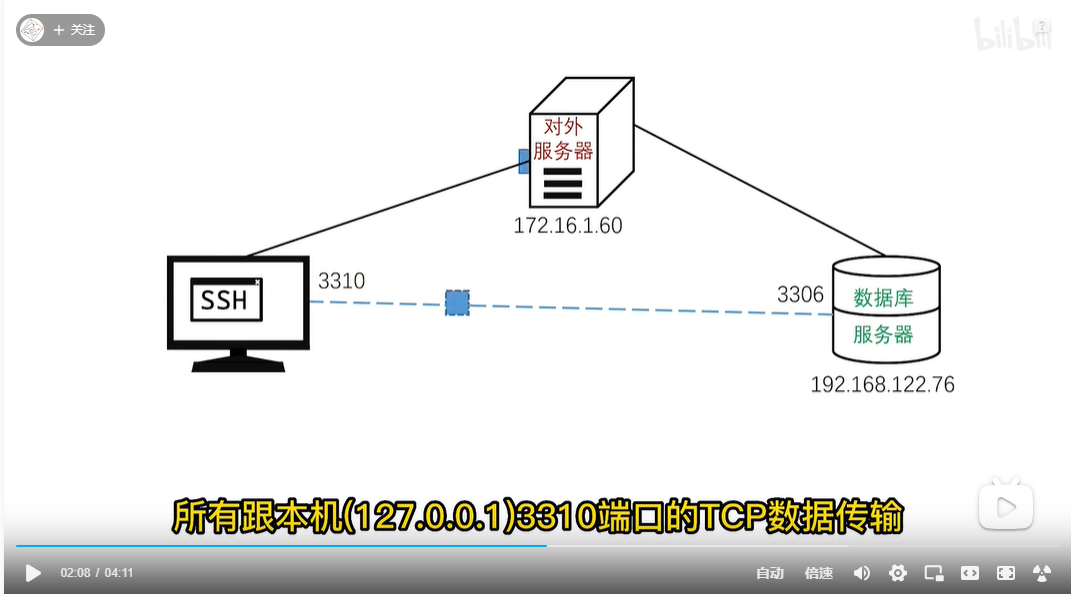 + 关注
bilibili
?
对外
服务器
172.16.1.60
SSH
3310
3306
数据库
服务器
192.168.122.76
所有跟本机(127.0.0.1)3310端口的TCP数据传输
02:08 / 04:11
自动
倍速